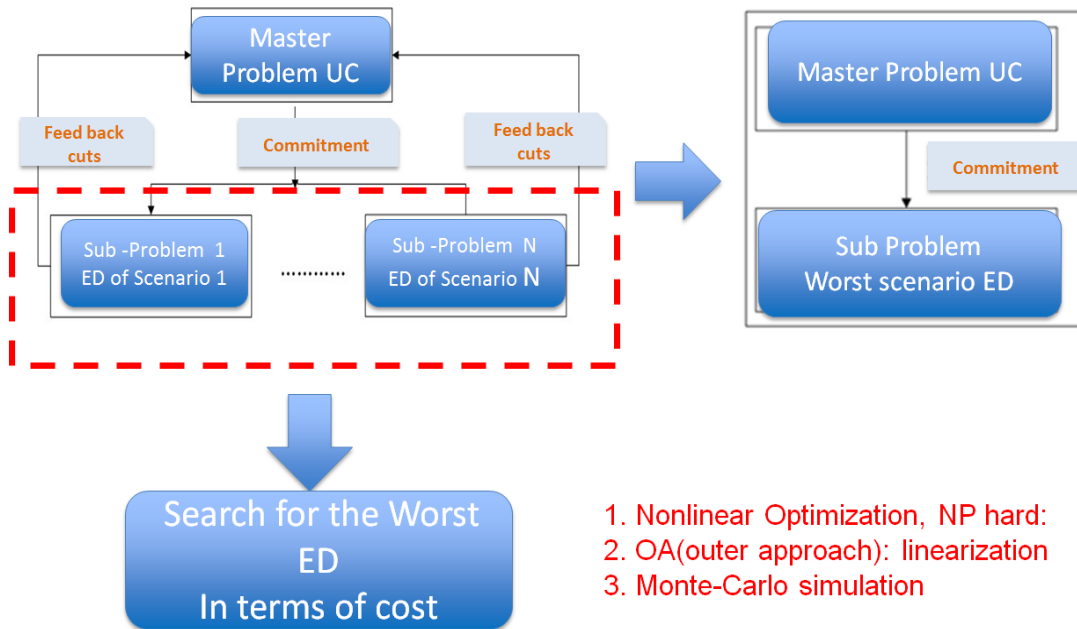 Master
Problem UC
Feed back
cuts
Commitment
Feed back
cuts
Sub -Problem 1
ED of Scenario 1
..............
Sub -Problem N
ED of Scenario N
Master Problem UC
Commitment
Sub Problem
Worst scenario ED
Search for the Worst
ED
In terms of cost
1. Nonlinear Optimization, NP hard:
2. OA(outer approach): linearization
3. Monte-Carlo simulation